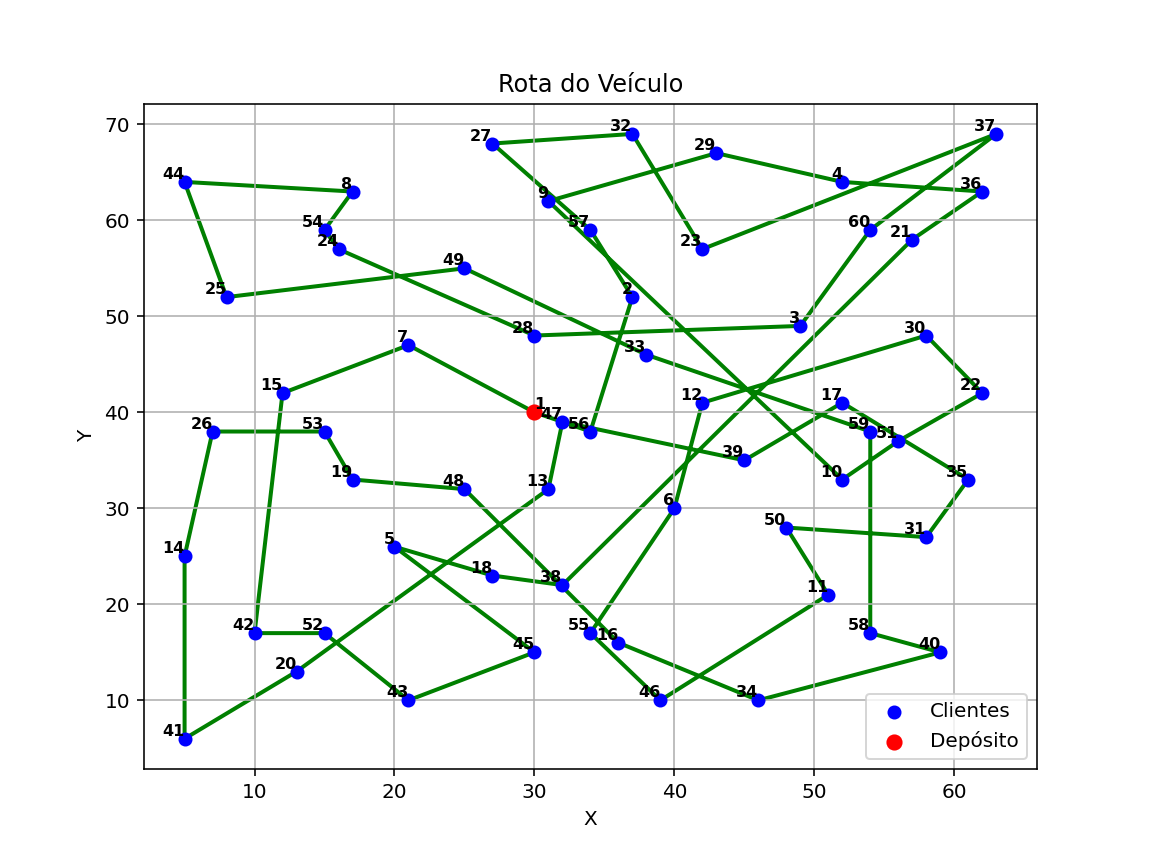 Rota do Veículo
70
60
50
40
30
20
10
Y
10 20 30 40 50 60
X
27 32 29 37
44 8 4 36
9
54 57 60
24 23 21
49
25 2
28 3 30
7 33
15 12 17 22
1
47 56 59 51
26 53
39
19 48 13 10 35
6
50 31
14 5
18 38 11
42 52 55 16 58
45 40
20
43 46 34
41
Clientes
Depósito